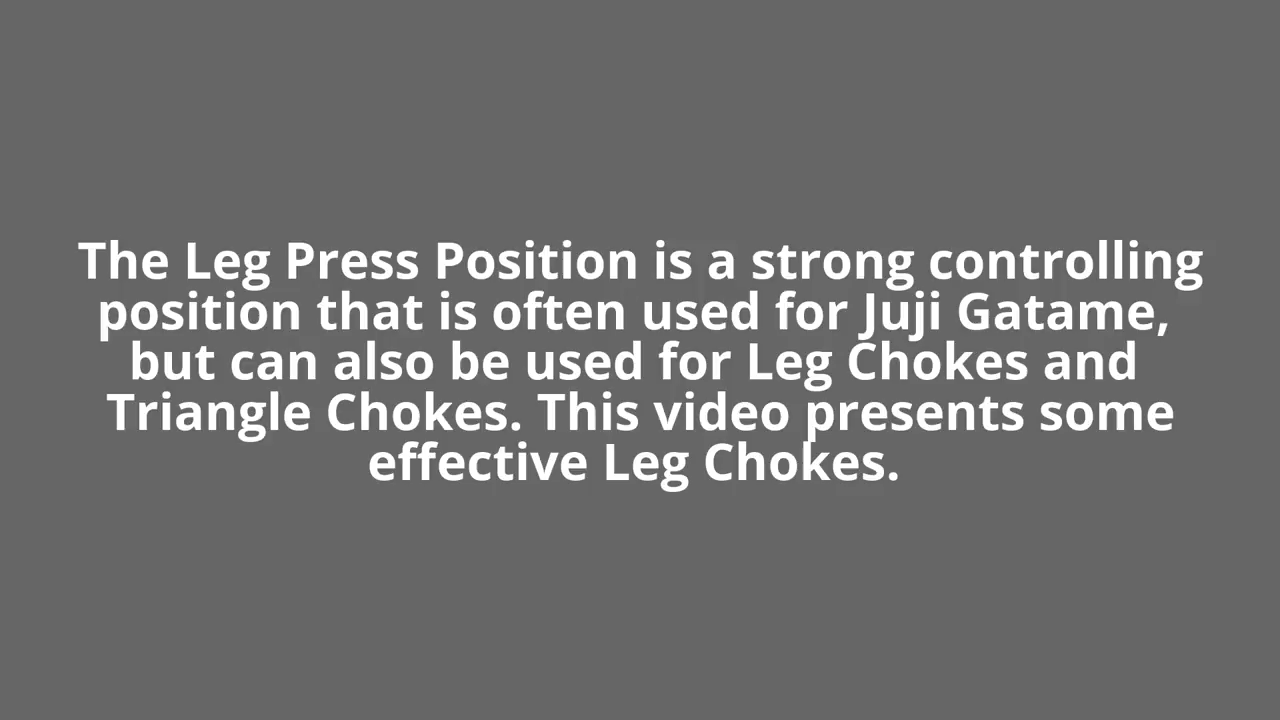 The Leg Press Position is a strong controlling
position that is often used for Juji Gatame,
but can also be used for Leg Chokes and
Triangle Chokes. This video presents some
effective Leg Chokes.